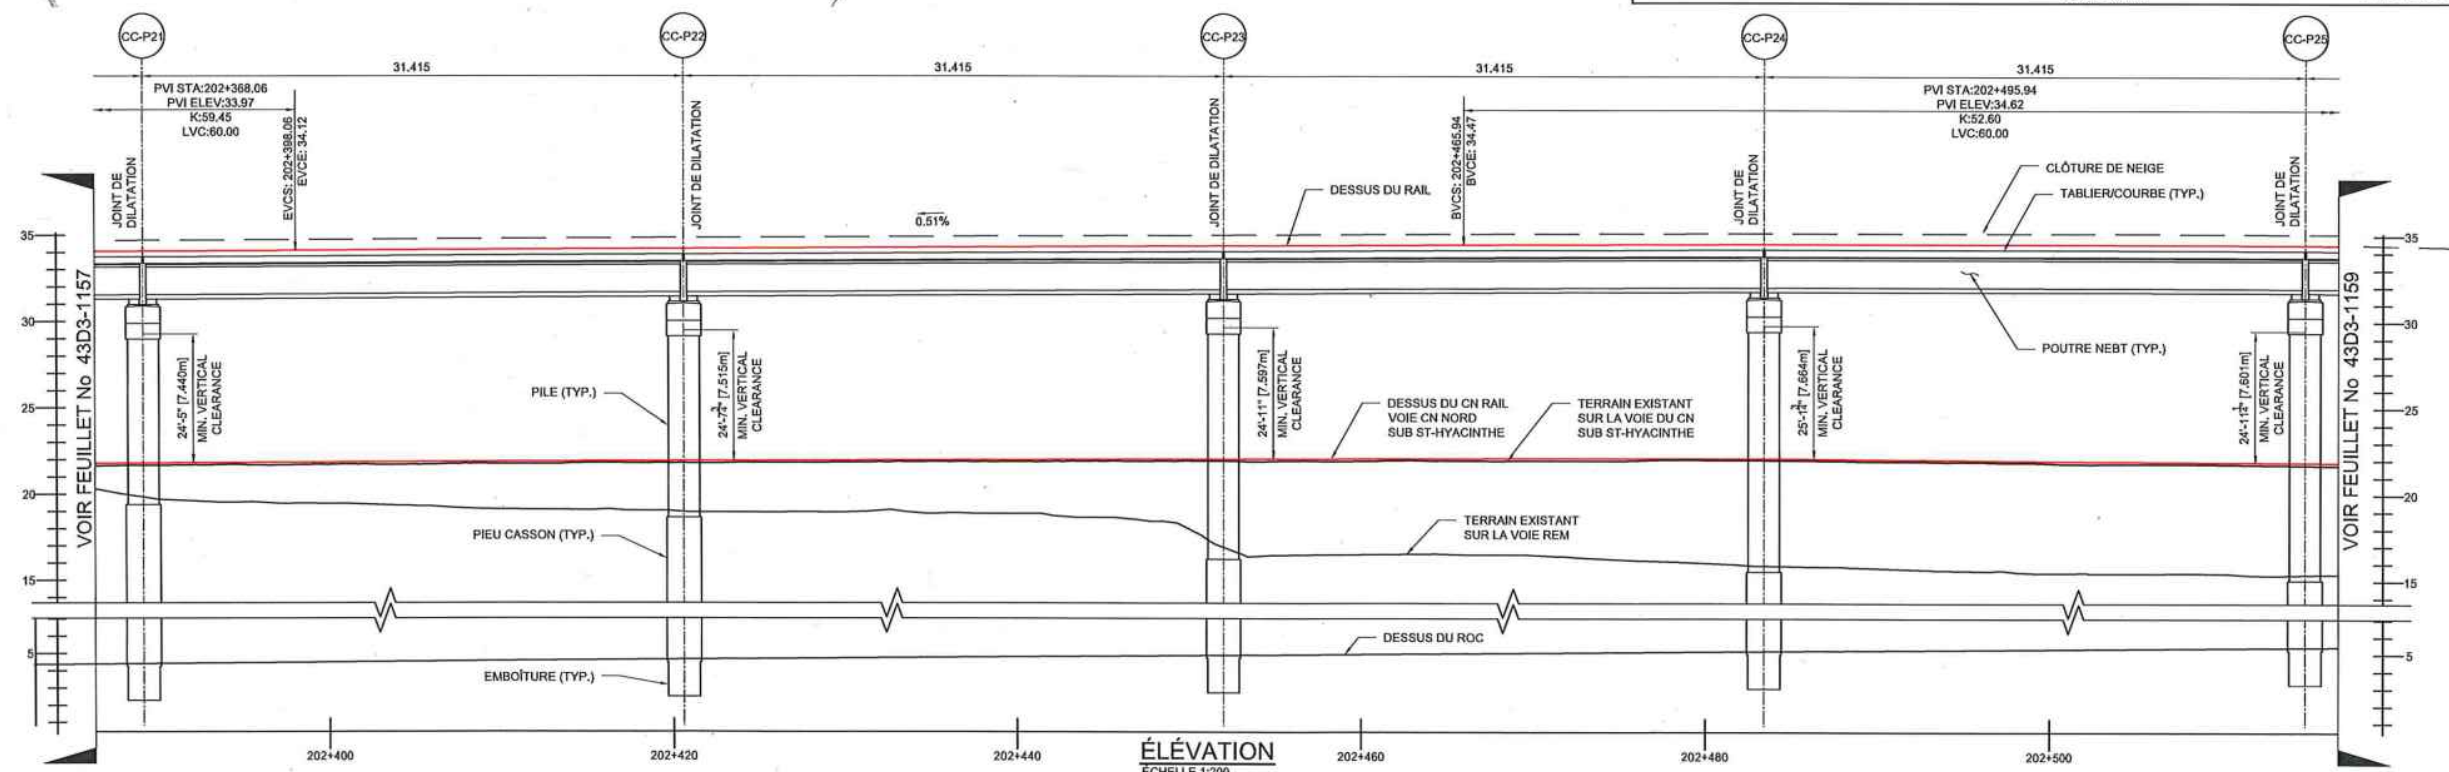 CC-P21
CC-P22
CC-P23
CC-P24
CC-P25
31.415
31.415
31.415
31.415
PVI STA:202+368.06
PVI ELEV:33.97
K:59.45
LVC:60.00
EVCS: 202+398.06
EVCE: 34.12
BVCS: 202+465.94
BVCE: 34.47
PVI STA:202+495.94
PVI ELEV:34.62
K:52.60
LVC:60.00
JOINT DE
DILATATION
JOINT DE DILATATION
JOINT DE DILATATION
JOINT DE
DILATATION
JOINT DE
DILATATION
0.51%
DESSUS DU RAIL
CLÔTURE DE NEIGE
TABLIER/COURBE (TYP.)
POUTRE NEBT (TYP.)
VOIR FEUILLET No 43D3-1157
VOIR FEUILLET No 43D3-1159
35
30
25
20
15
5
35
30
25
20
15
5
24'-5" [7.440m]
MIN. VERTICAL
CLEARANCE
24'-7 3/4" [7.515m]
MIN. VERTICAL
CLEARANCE
24'-11" [7.597m]
MIN. VERTICAL
CLEARANCE
25'-1 3/4" [7.664m]
MIN. VERTICAL
CLEARANCE
24'-11 1/4" [7.601m]
MIN. VERTICAL
CLEARANCE
PILE (TYP.)
DESSUS DU CN RAIL
VOIE CN NORD
SUB ST-HYACINTHE
TERRAIN EXISTANT
SUR LA VOIE DU CN
SUB ST-HYACINTHE
PIEU CASSON (TYP.)
TERRAIN EXISTANT
SUR LA VOIE REM
DESSUS DU ROC
EMBOÎTURE (TYP.)
202+400
202+420
202+440
202+460
202+480
202+500
ÉLÉVATION
ÉCHELLE 1:200